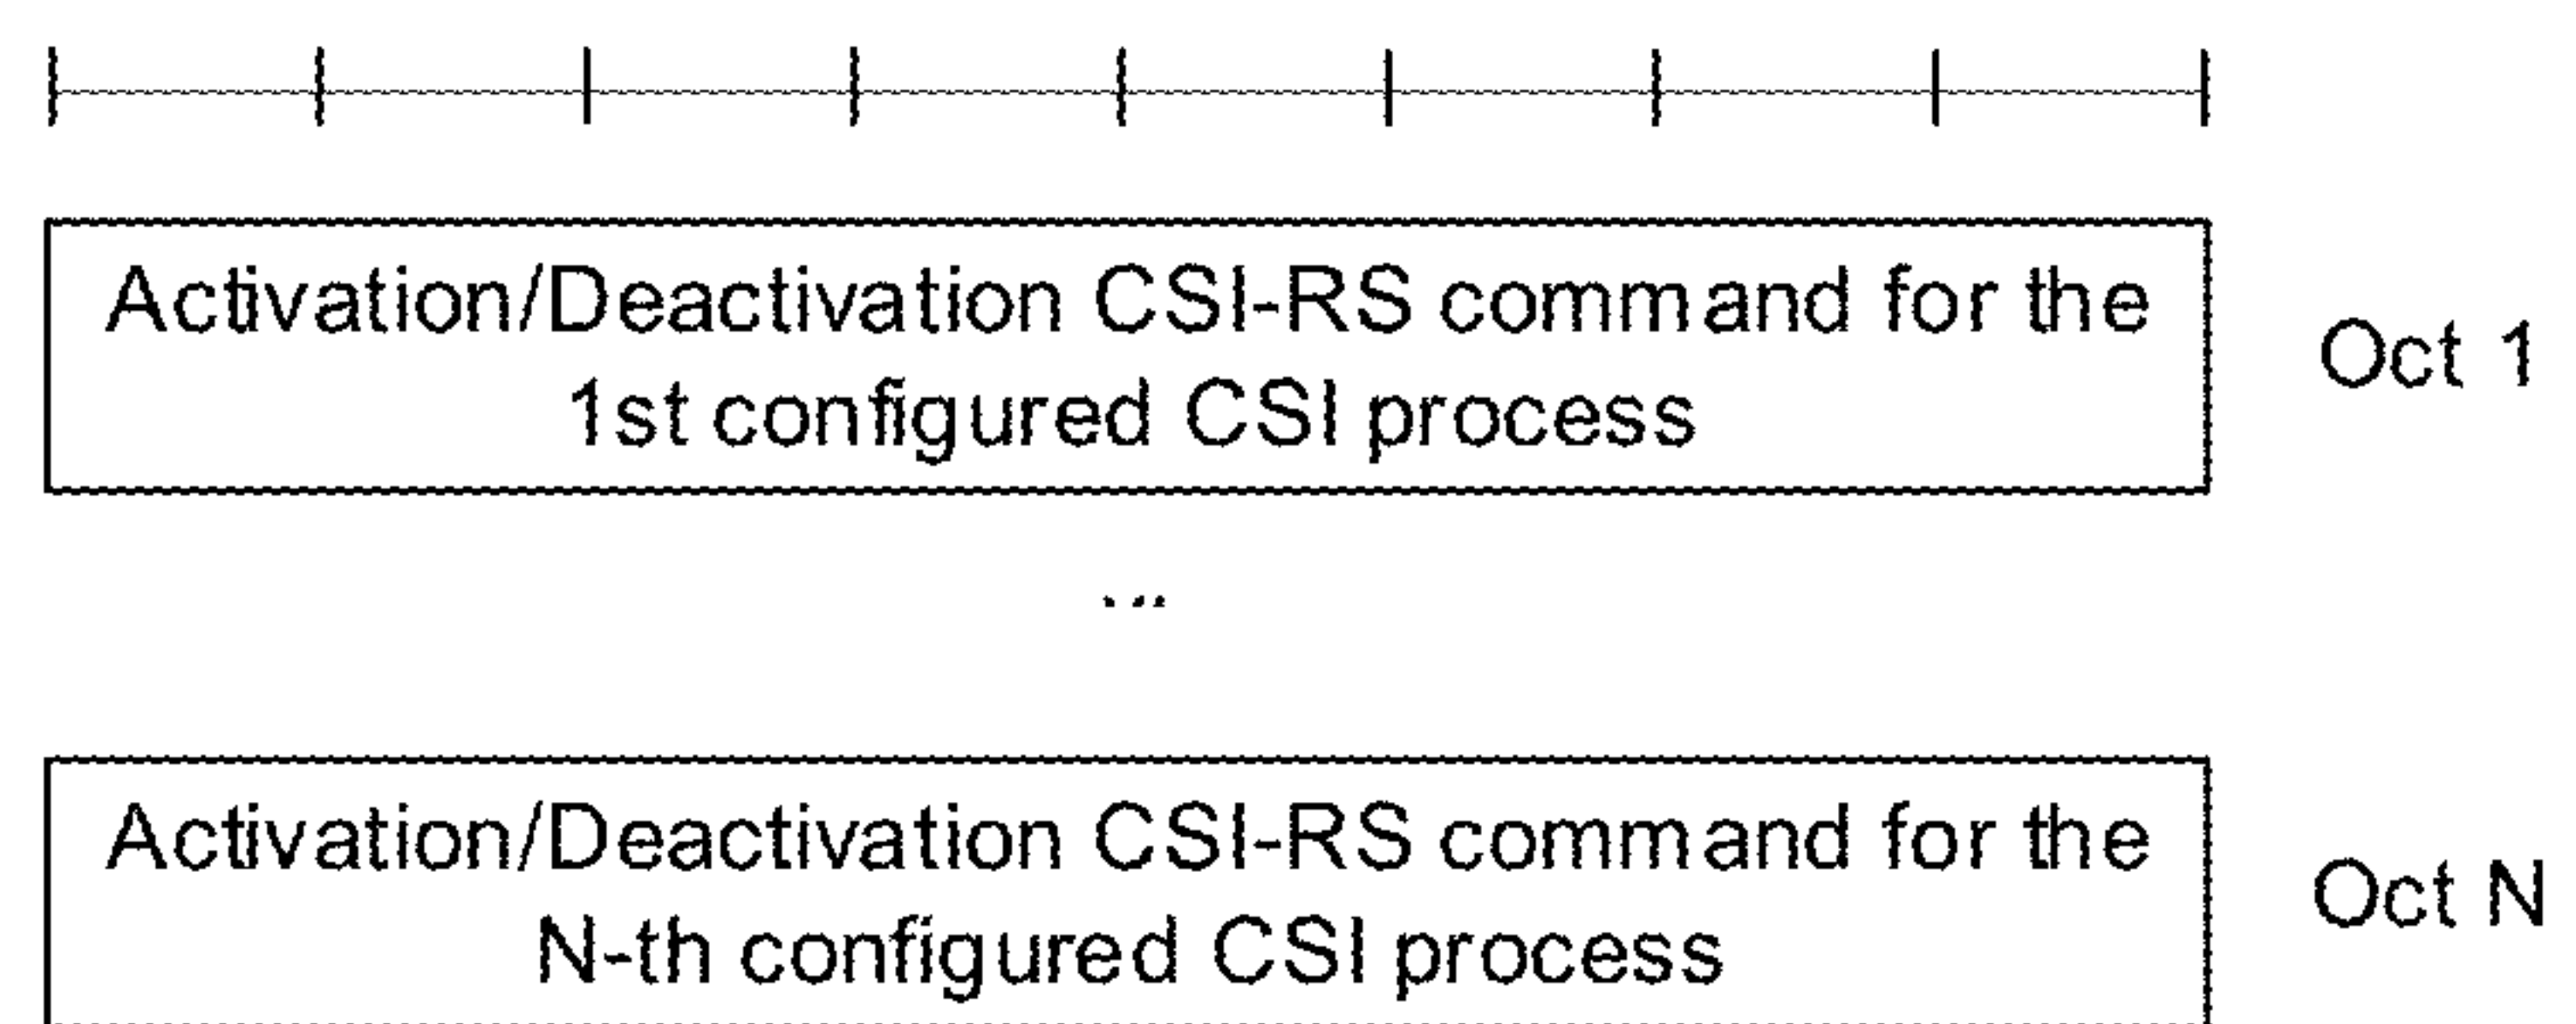 Activation/Deactivation CSI-RS command for the
1st configured CSI process
Oct 1
...
Activation/Deactivation CSI-RS command for the
N-th configured CSI process
Oct N